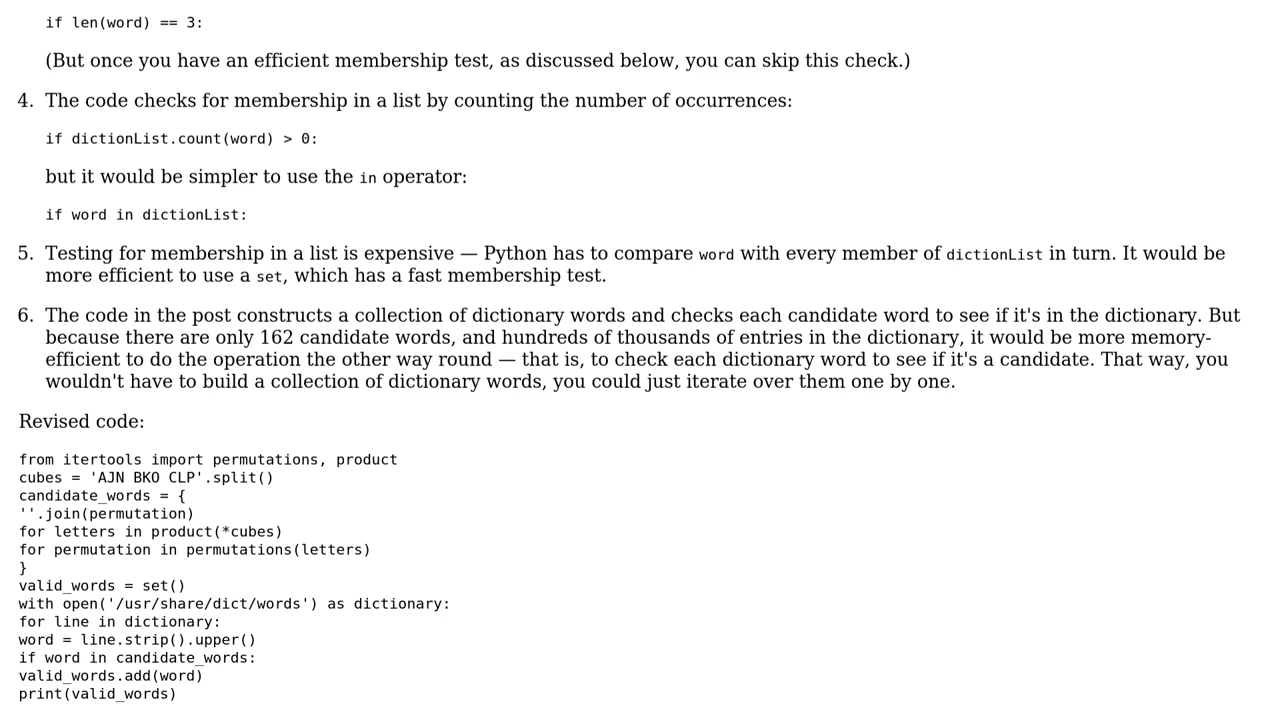 if len(word) == 3:
(But once you have an efficient membership test, as discussed below, you can skip this check.)
4. The code checks for membership in a list by counting the number of occurrences:
if dictionList.count(word) > 0:
but it would be simpler to use the in operator:
if word in dictionList:
5. Testing for membership in a list is expensive — Python has to compare word with every member of dictionList in turn. It would be
more efficient to use a set, which has a fast membership test.
6. The code in the post constructs a collection of dictionary words and checks each candidate word to see if it's in the dictionary. But
because there are only 162 candidate words, and hundreds of thousands of entries in the dictionary, it would be more memory-
efficient to do the operation the other way round — that is, to check each dictionary word to see if it's a candidate. That way, you
wouldn't have to build a collection of dictionary words, you could just iterate over them one by one.
Revised code:
from itertools import permutations, product
cubes = 'AJN BKO CLP'.split()
candidate_words = {
''.join(permutation)
for letters in product(*cubes)
for permutation in permutations(letters)
}
valid_words = set()
with open('/usr/share/dict/words') as dictionary:
for line in dictionary:
word = line.strip().upper()
if word in candidate_words:
valid_words.add(word)
print(valid_words)